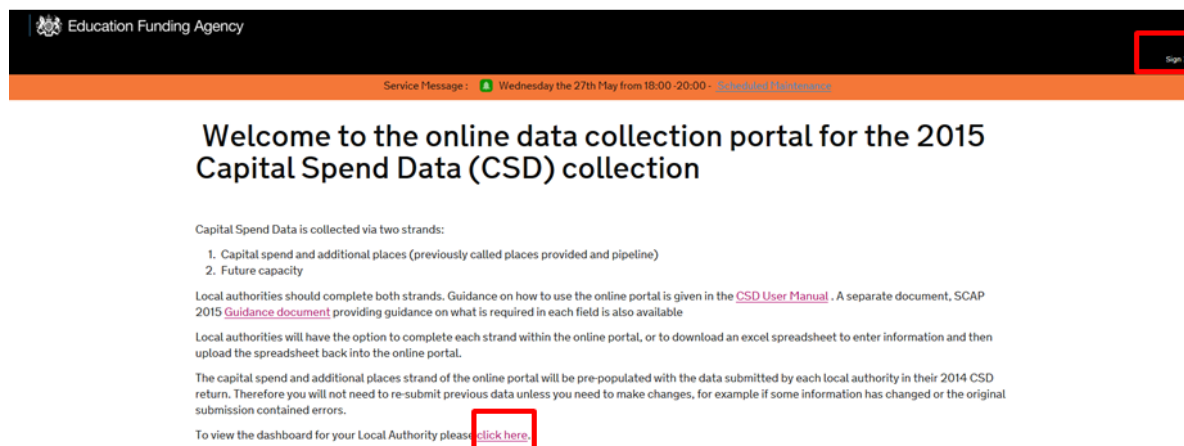 Education Funding Agency
Sign
Service Message : Wednesday the 27th May from 18:00 -20:00 - Scheduled Maintenance
Welcome to the online data collection portal for the 2015
Capital Spend Data (CSD) collection
Capital Spend Data is collected via two strands:
1. Capital spend and additional places (previously called places provided and pipeline)
2. Future capacity
Local authorities should complete both strands. Guidance on how to use the online portal is given in the CSD User Manual . A separate document, SCAP
2015 Guidance document providing guidance on what is required in each field is also available
Local authorities will have the option to complete each strand within the online portal, or to download an excel spreadsheet to enter information and then
upload the spreadsheet back into the online portal.
The capital spend and additional places strand of the online portal will be pre-populated with the data submitted by each local authority in their 2014 CSD
return. Therefore you will not need to re-submit previous data unless you need to make changes, for example if some information has changed or the original
submission contained errors.
To view the dashboard for your Local Authority please click here.